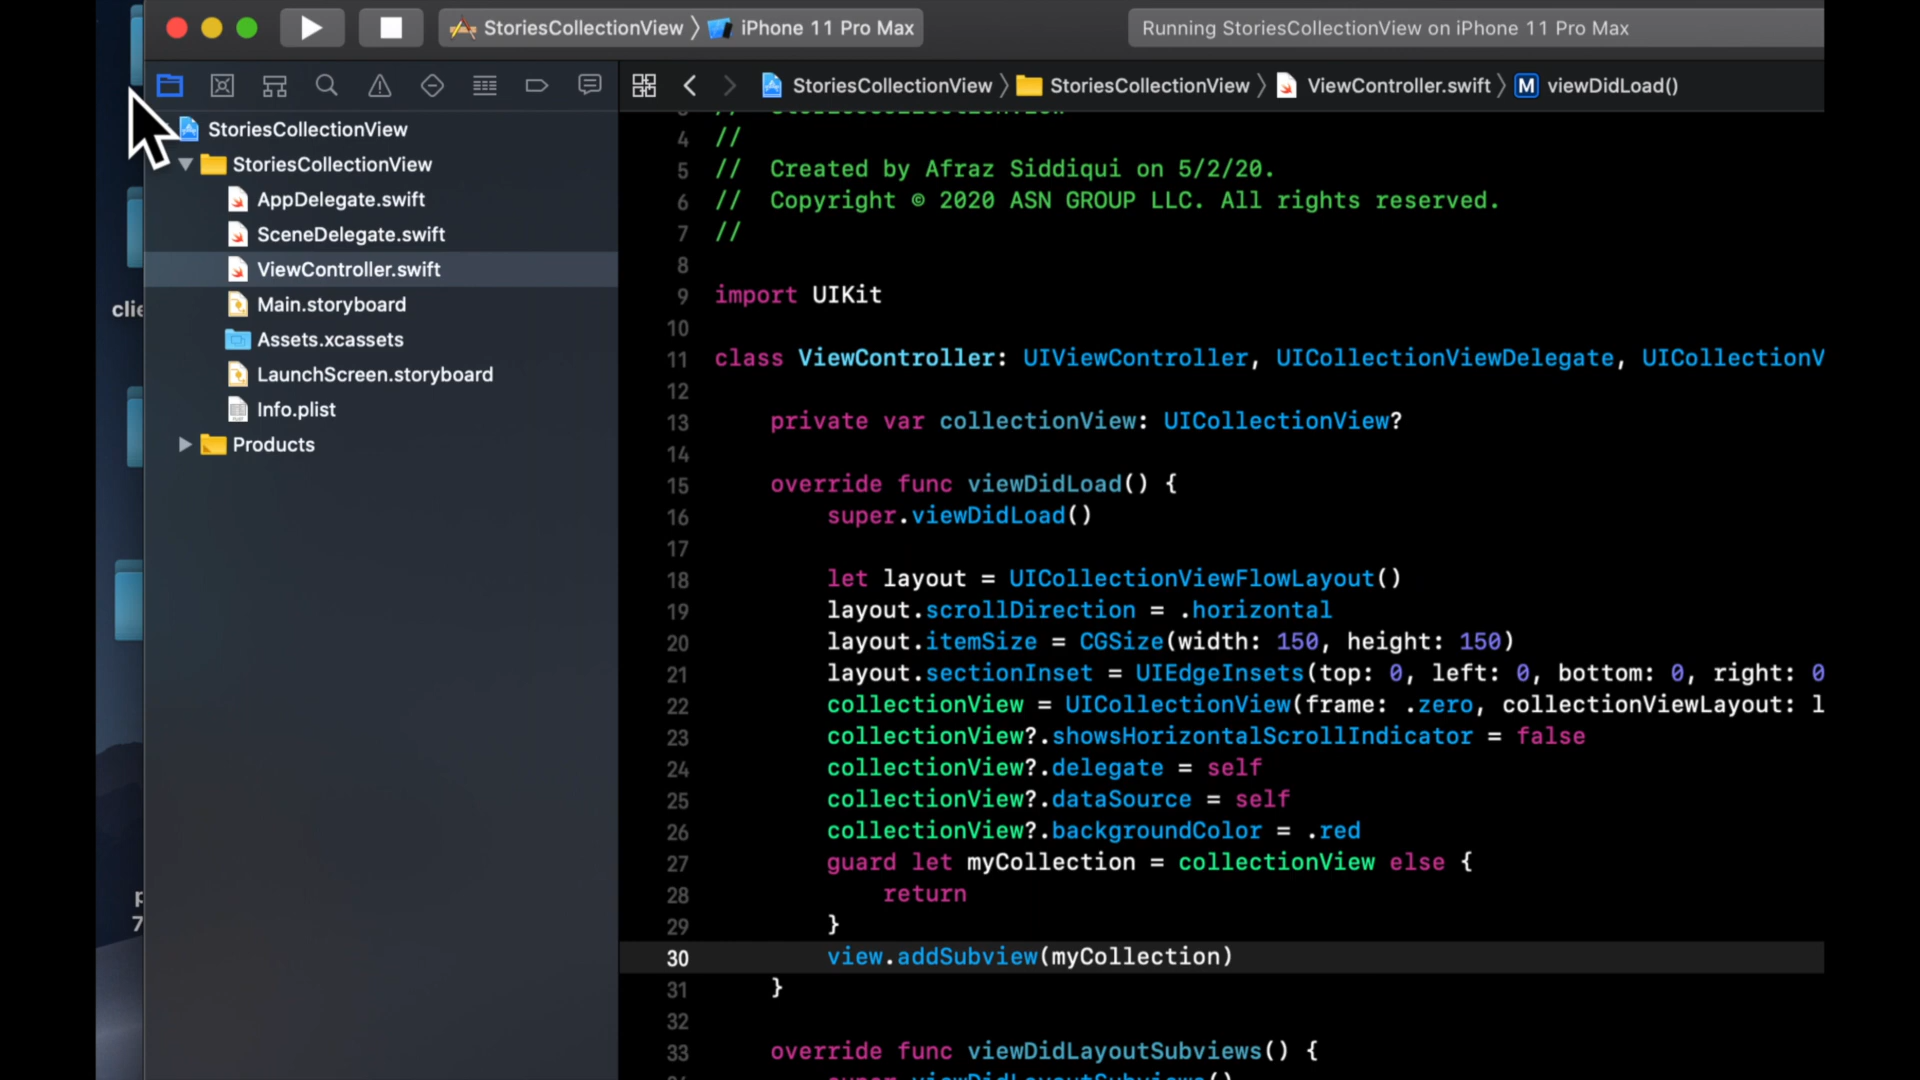 StoriesCollectionView 〉 iPhone 11 Pro Max
Running StoriesCollectionView on iPhone 11 Pro Max
StoriesCollectionView 〉 StoriesCollectionView 〉 ViewController.swift 〉 M viewDidLoad()
StoriesCollectionView
StoriesCollectionView
AppDelegate.swift
SceneDelegate.swift
ViewController.swift
Main.storyboard
Assets.xcassets
LaunchScreen.storyboard
Info.plist
Products
clie
p
7
4 //
5 //  Created by Afraz Siddiqui on 5/2/20.
6 //  Copyright © 2020 ASN GROUP LLC. All rights reserved.
7 //
8
9 import UIKit
10
11 class ViewController: UIViewController, UICollectionViewDelegate, UICollectionV
12
13     private var collectionView: UICollectionView?
14
15     override func viewDidLoad() {
16         super.viewDidLoad()
17
18         let layout = UICollectionViewFlowLayout()
19         layout.scrollDirection = .horizontal
20         layout.itemSize = CGSize(width: 150, height: 150)
21         layout.sectionInset = UIEdgeInsets(top: 0, left: 0, bottom: 0, right: 0
22         collectionView = UICollectionView(frame: .zero, collectionViewLayout: l
23         collectionView?.showsHorizontalScrollIndicator = false
24         collectionView?.delegate = self
25         collectionView?.dataSource = self
26         collectionView?.backgroundColor = .red
27         guard let myCollection = collectionView else {
28             return
29         }
30         view.addSubview(myCollection)
31     }
32
33     override func viewDidLayoutSubviews() {
super.viewDidLayoutSubviews()